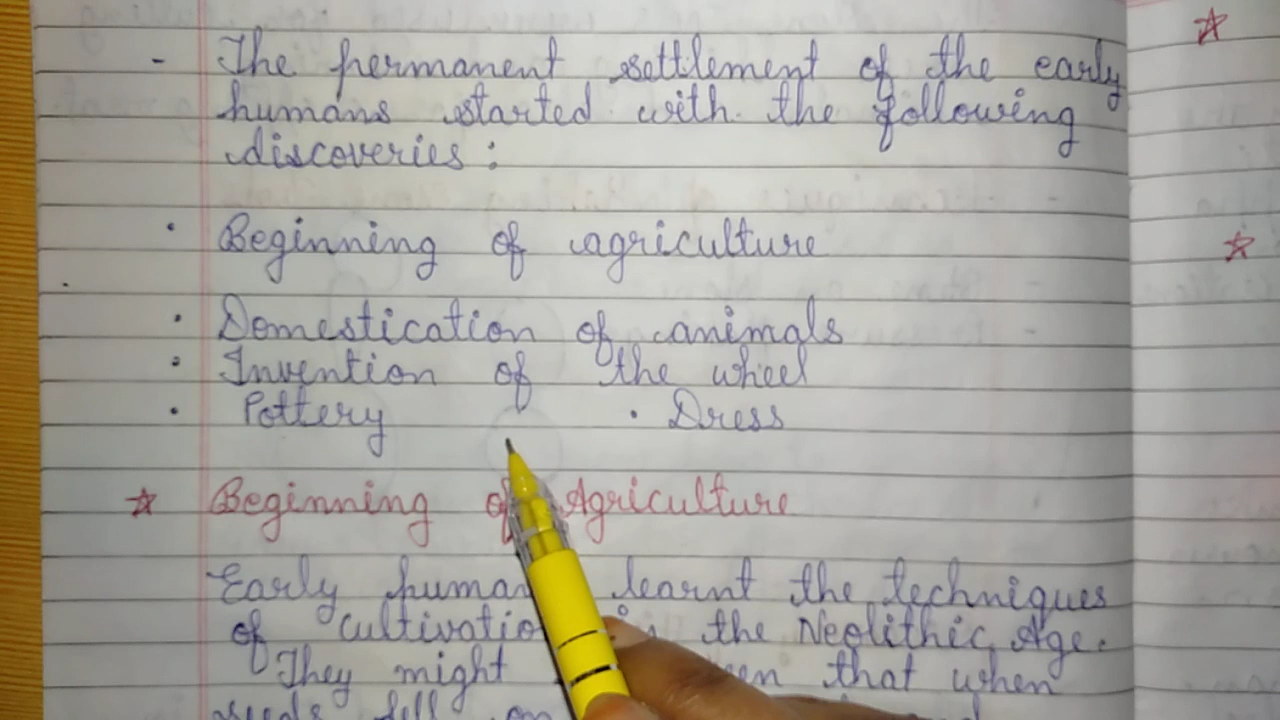 - The permanent settlement of the early
humans started with the following
discoveries:
· Beginning of agriculture
· Domestication of animals
· Invention of the wheel
· Pottery · Dress
☆ Beginning of Agriculture
Early learnt the techniques
of the Neolithic Age.
They might that when